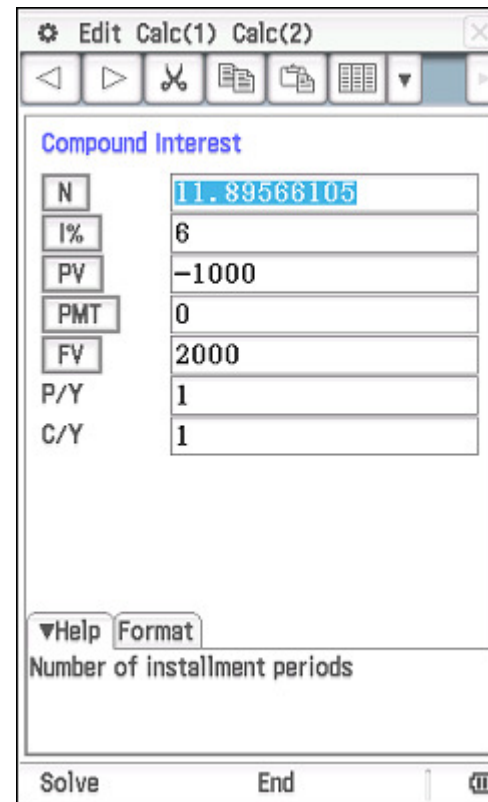 Edit Calc(1) Calc(2)
Compound Interest
N 11.89566105
I% 6
PV −1000
PMT 0
FV 2000
P/Y 1
C/Y 1
▼Help Format
Number of installment periods
Solve End